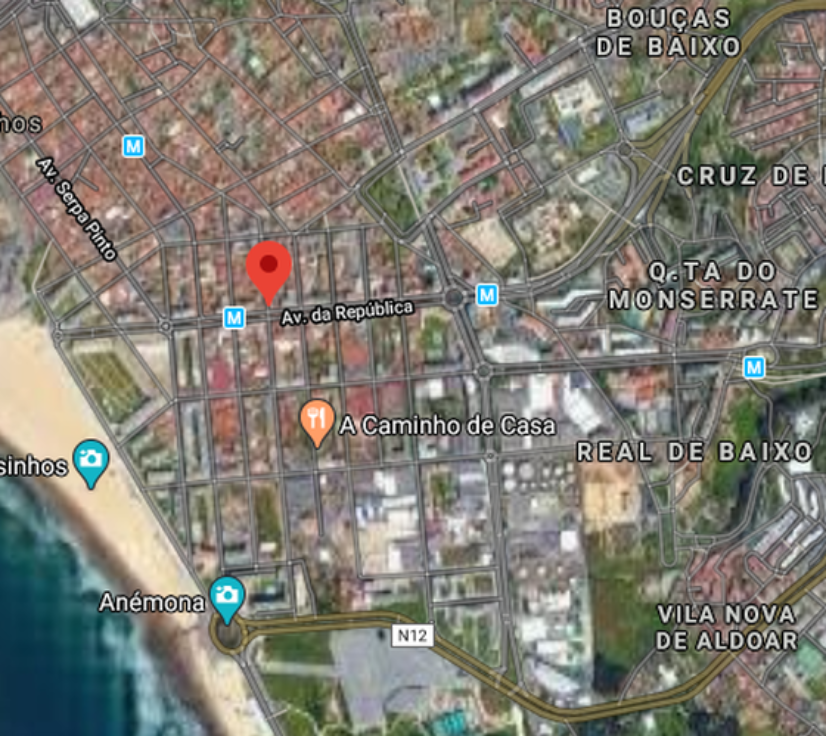 BOUÇAS
DE BAIXO
hos
M
Av. Serpa Pinto
CRUZ DE
Q.TA DO
MONSERRATE
M
M
Av. da República
M
A Caminho de Casa
REAL DE BAIXO
sinhos
Anémona
N12
VILA NOVA
DE ALDOAR